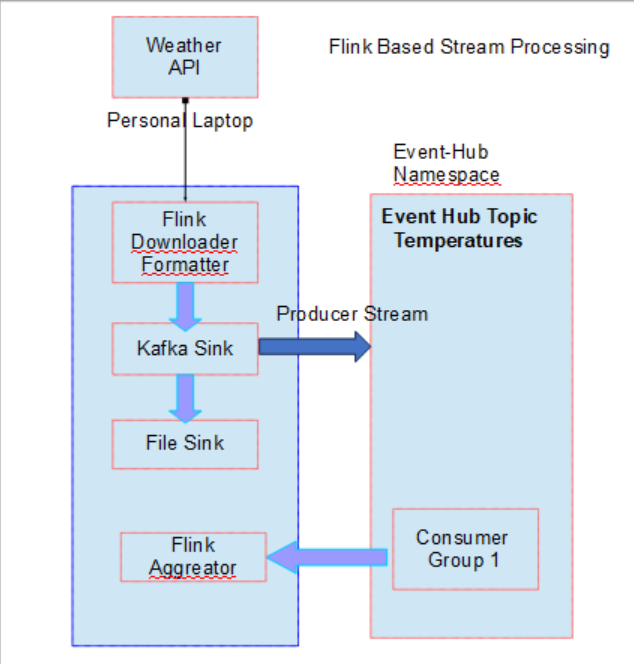 Weather
API
Flink Based Stream Processing
Personal Laptop
Event-Hub
Namespace
Flink
Downloader
Formatter
Event Hub Topic
Temperatures
Producer Stream
Kafka Sink
File Sink
Flink
Aggreator
Consumer
Group 1